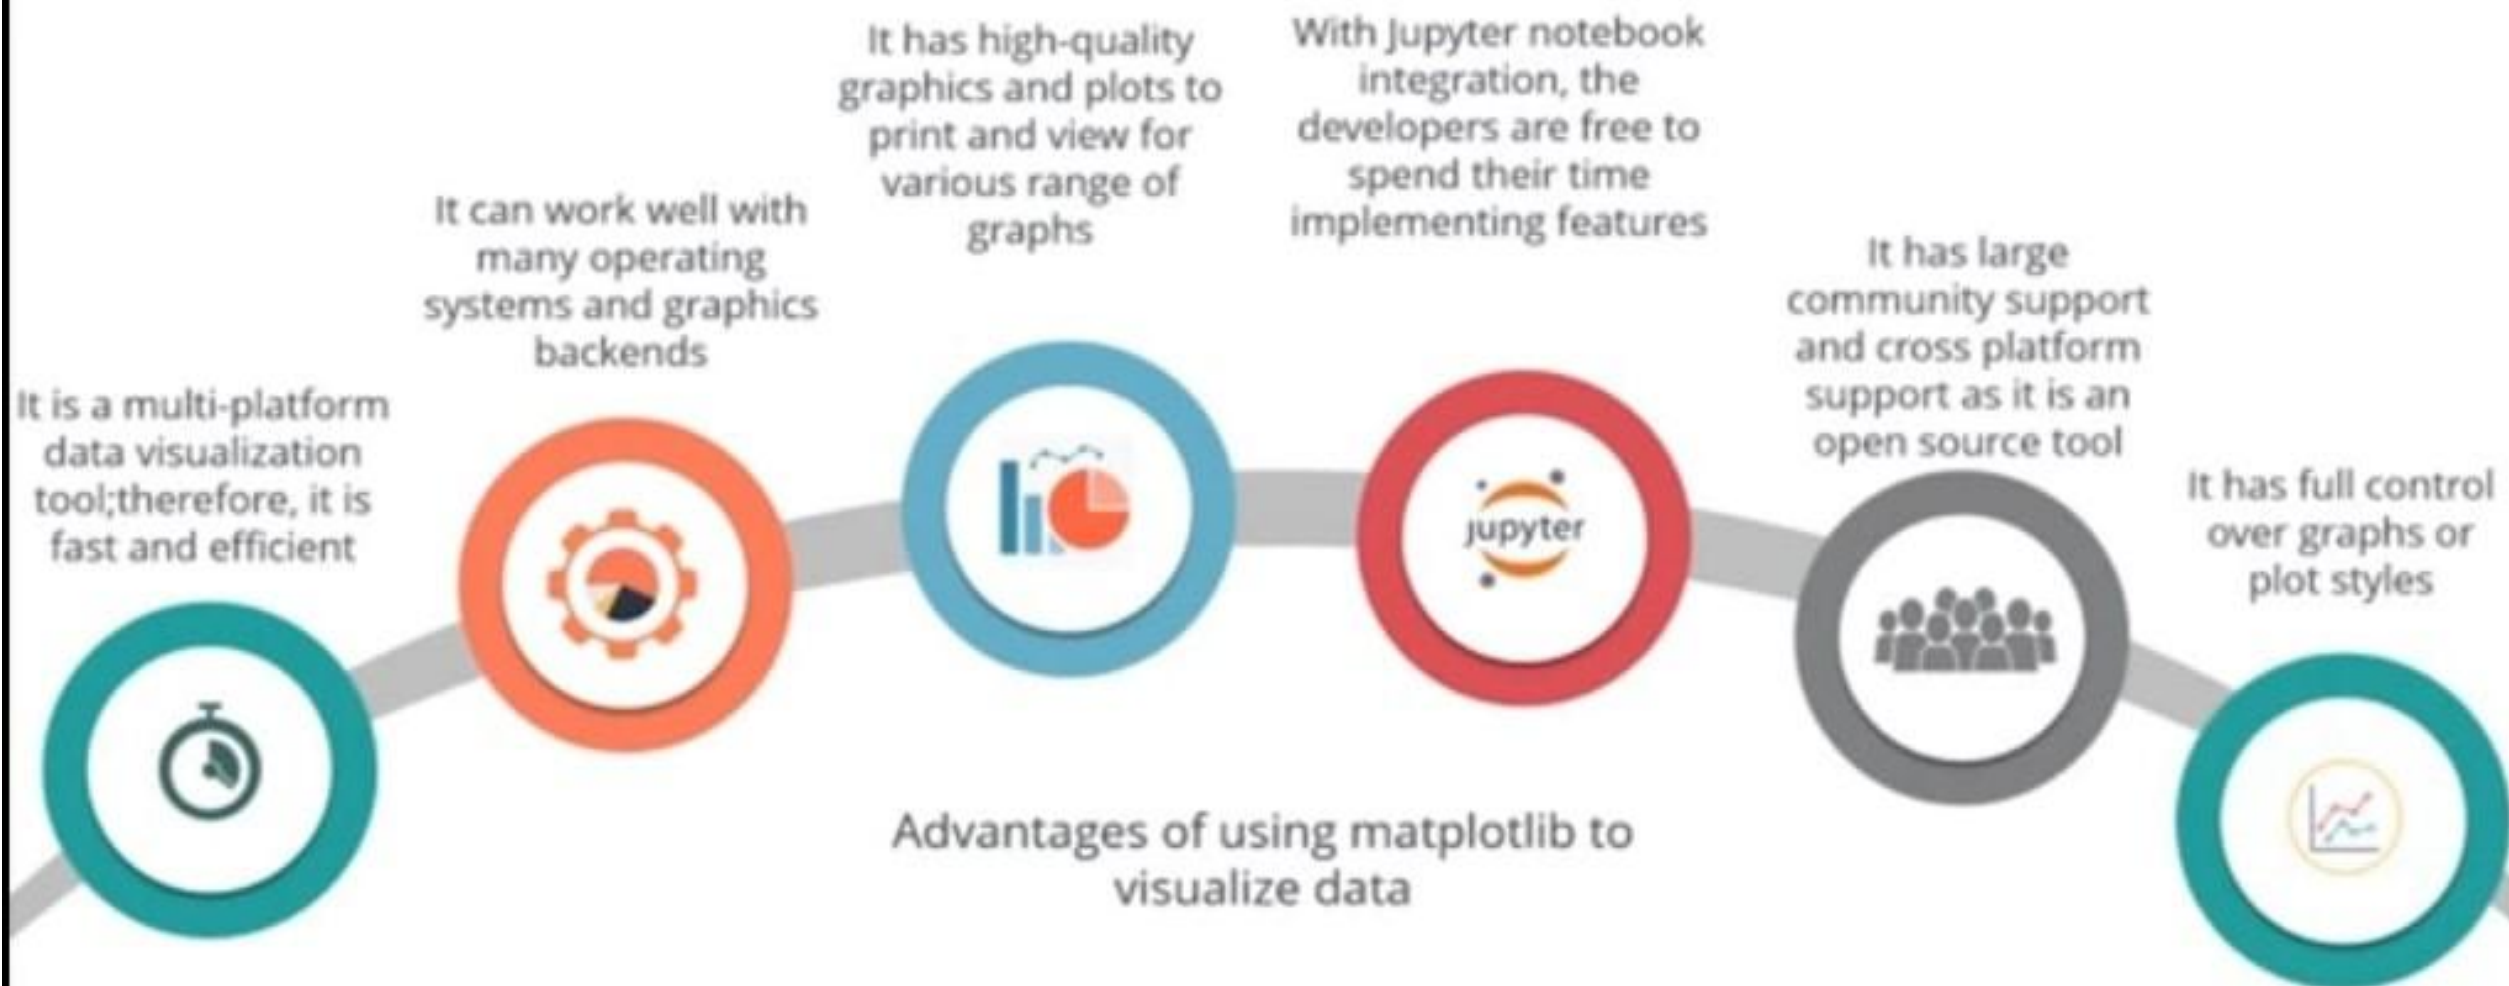 It is a multi-platform
data visualization
tool;therefore, it is
fast and efficient
It can work well with
many operating
systems and graphics
backends
It has high-quality
graphics and plots to
print and view for
various range of
graphs
With Jupyter notebook
integration, the
developers are free to
spend their time
implementing features
It has large
community support
and cross platform
support as it is an
open source tool
It has full control
over graphs or
plot styles
jupyter
Advantages of using matplotlib to
visualize data